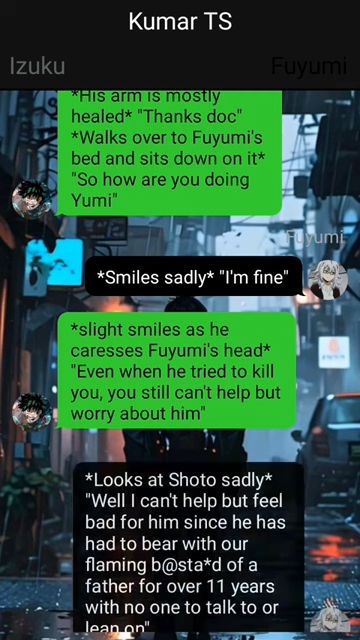 Kumar TS
Izuku
Fuyumi
*His arm is mostly
healed* "Thanks doc"
*Walks over to Fuyumi's
bed and sits down on it*
"So how are you doing
Yumi"
Fuyumi
*Smiles sadly* "I'm fine"
*slight smiles as he
caresses Fuyumi's head*
"Even when he tried to kill
you, you still can't help but
worry about him"
*Looks at Shoto sadly*
"Well I can't help but feel
bad for him since he has
had to bear with our
flaming b@sta*d of a
father for over 11 years
with no one to talk to or
lean on"